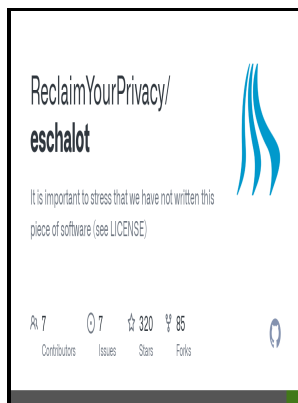 ReclaimYourPrivacy/
eschalot
It is important to stress that we have not written this
piece of software (see LICENSE)
7 7 320 85
Contributors Issues Stars Forks